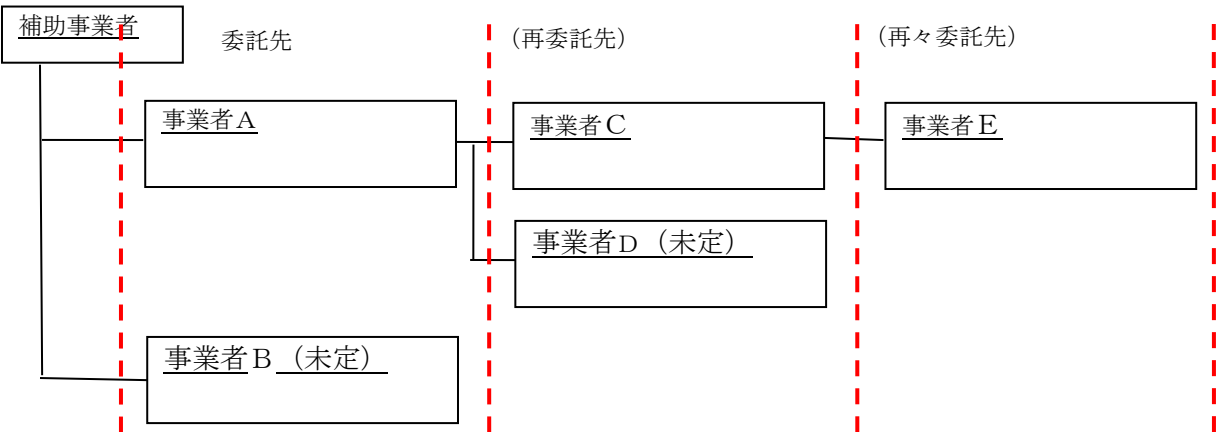 補助事業者
委託先
（再委託先）
（再々委託先）
事業者Ａ
事業者Ｃ
事業者Ｅ
事業者D（未定）
事業者Ｂ（未定）